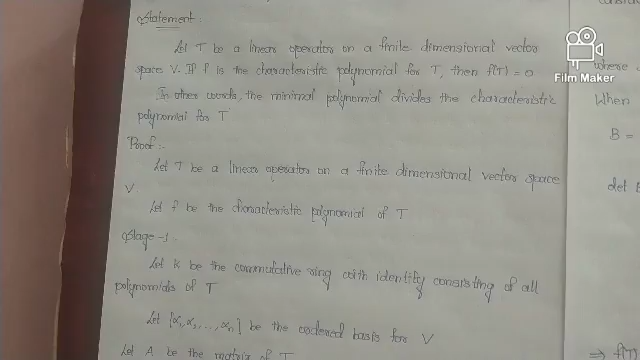 Statement:
Let T be a linear operator on a finite dimensional vector
space V. If f is the characteristic polynomial for T, then f(T) = 0
In other words, the minimal polynomial divides the characteristic
polynomial for T
Proof:-
Let T be a linear operator on a finite dimensional vector space
V.
Let f be the characteristic polynomial of T
Stage-1
Let K be the commutative ring with identity consisting of all
polynomials of T
Let {α₁, α₂, ..., αₙ} be the ordered basis for V
Let A be the matrix of T
Film Maker
where
When
B =
det B
⇒ f(T)